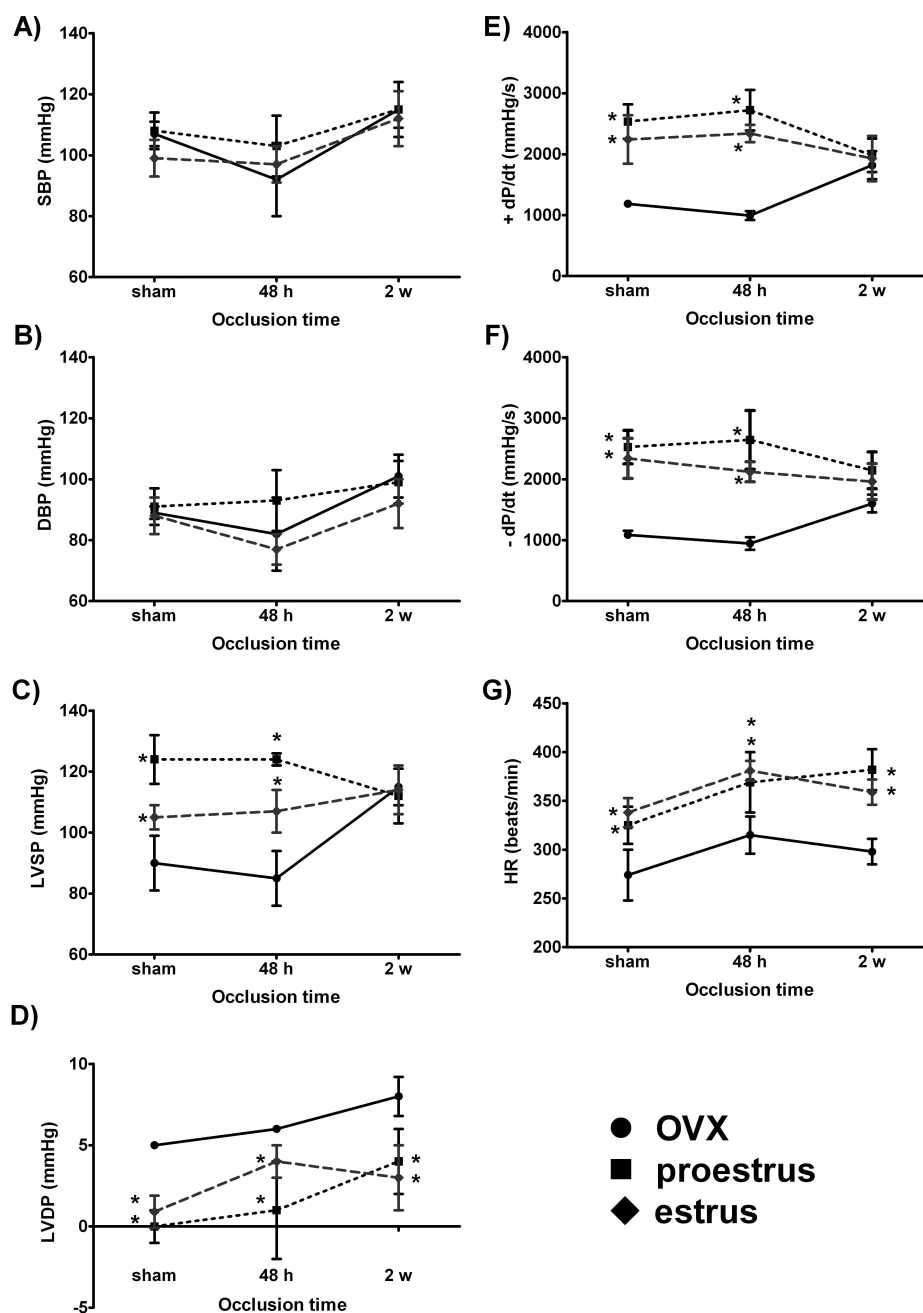 A)
SBP (mmHg)
140
120
100
80
60
sham 48 h 2 w
Occlusion time
B)
DBP (mmHg)
140
120
100
80
60
sham 48 h 2 w
Occlusion time
C)
LVSP (mmHg)
140
120
100
80
60
* * * *
sham 48 h 2 w
Occlusion time
D)
LVDP (mmHg)
10
5
0
-5
* * * * * *
sham 48 h 2 w
Occlusion time
E)
+ dP/dt (mmHg/s)
4000
3000
2000
1000
0
* * * *
sham 48 h 2 w
Occlusion time
F)
- dP/dt (mmHg/s)
4000
3000
2000
1000
0
* * * *
sham 48 h 2 w
Occlusion time
G)
HR (beats/min)
450
400
350
300
250
200
* * * * * *
sham 48 h 2 w
Occlusion time
OVX
proestrus
estrus